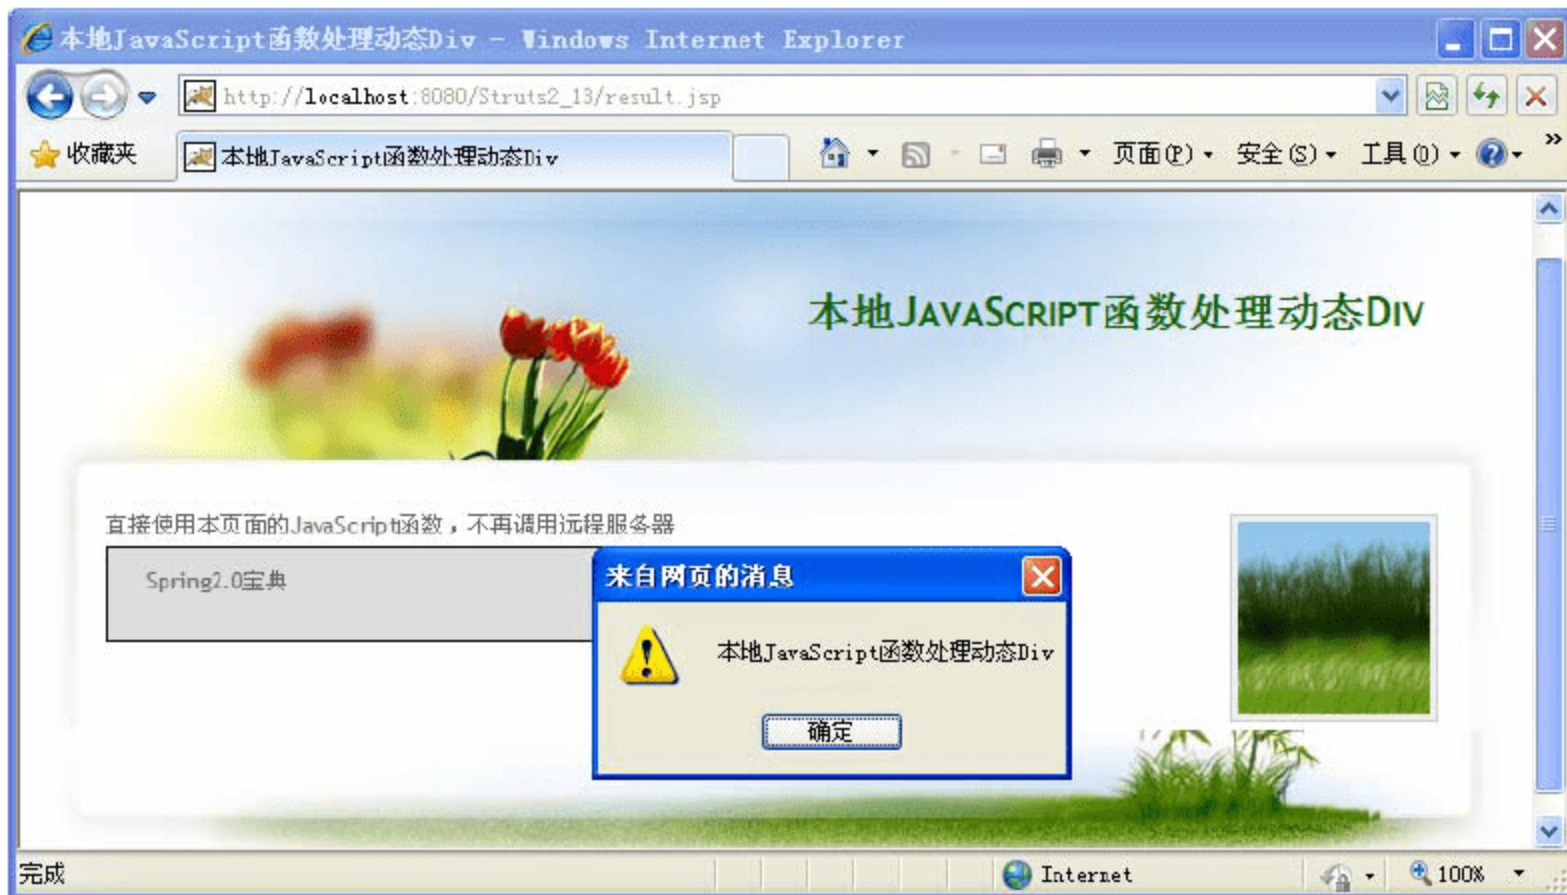 本地JavaScript函数处理动态Div - Windows Internet Explorer
http://localhost:8080/Struts2_13/result.jsp
收藏夹 本地JavaScript函数处理动态Div 页面(P) 安全(S) 工具(O) »
本地JAVASCRIPT函数处理动态DIV
直接使用本页面的JavaScript函数，不再调用远程服务器
Spring2.0宝典
来自网页的消息
本地JavaScript函数处理动态Div
确定
完成 Internet 100%